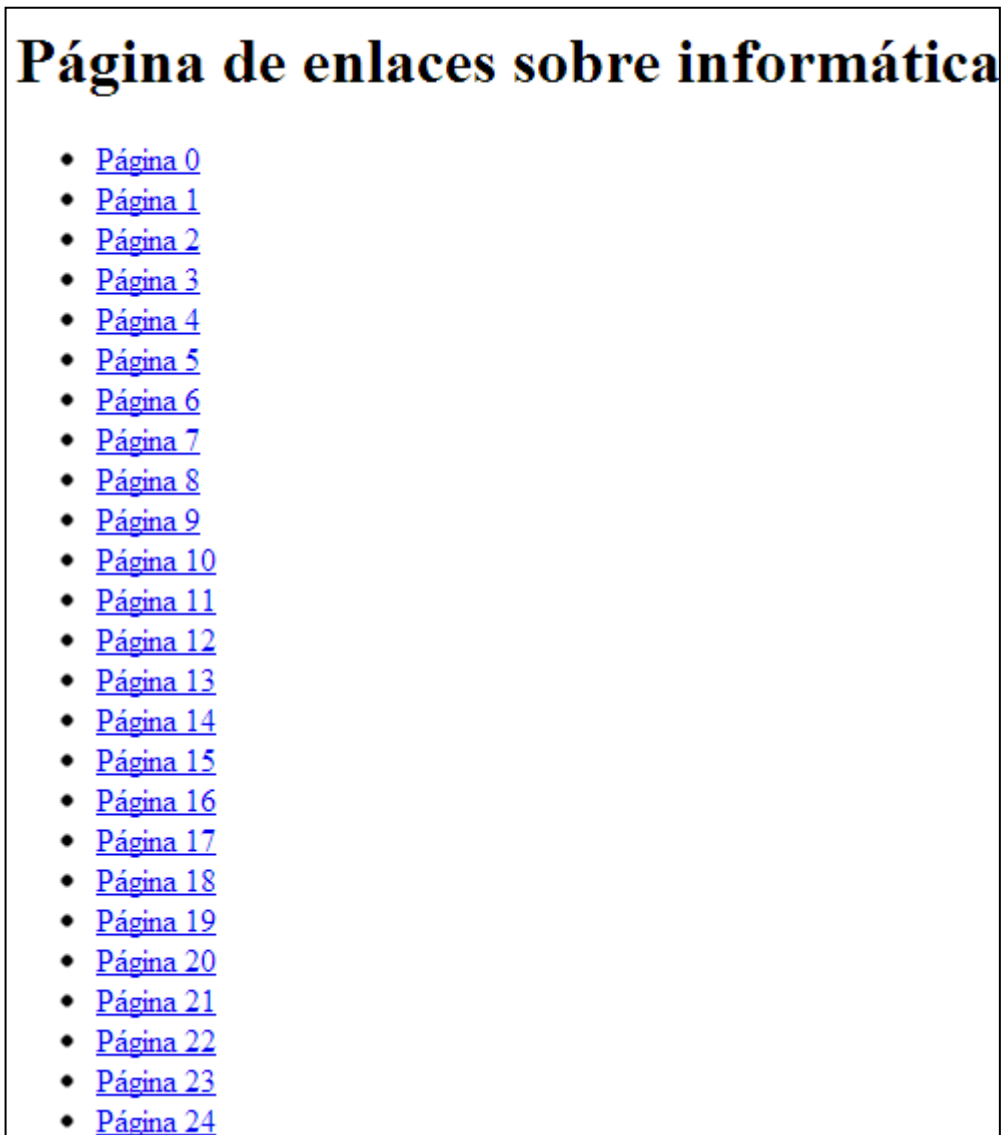 Página de enlaces sobre informática
Página 0
Página 1
Página 2
Página 3
Página 4
Página 5
Página 6
Página 7
Página 8
Página 9
Página 10
Página 11
Página 12
Página 13
Página 14
Página 15
Página 16
Página 17
Página 18
Página 19
Página 20
Página 21
Página 22
Página 23
Página 24